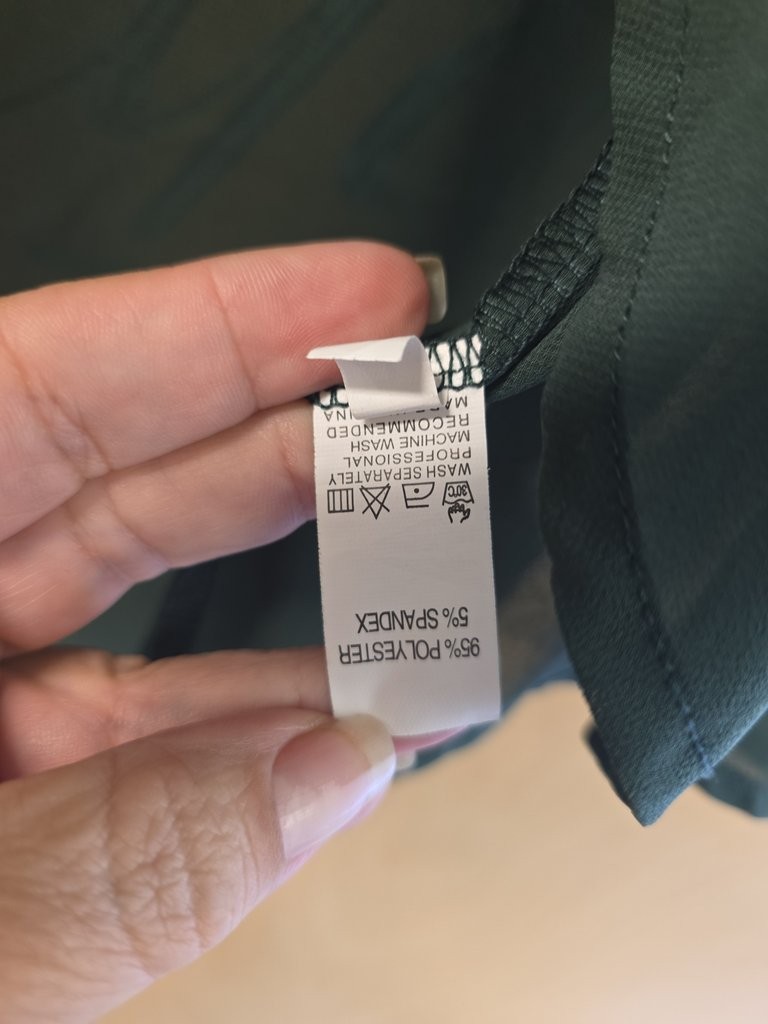 95% POLYESTER
5% SPANDEX
30°C
WASH SEPARATELY
PROFESSIONAL
MACHINE WASH
RECOMMENDED